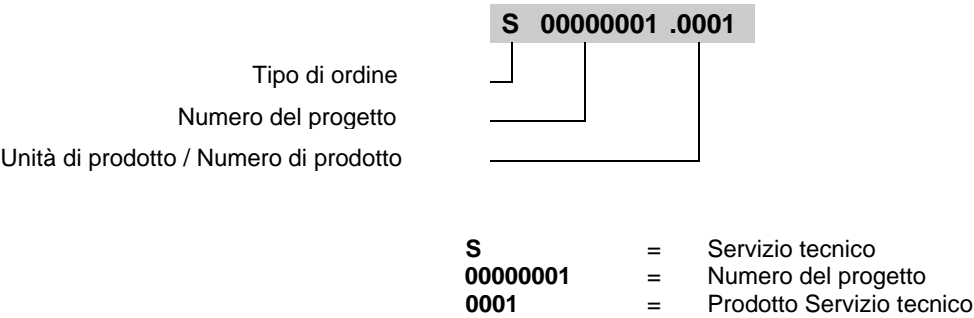 S 00000001 .0001
Tipo di ordine
Numero del progetto
Unità di prodotto / Numero di prodotto
S = Servizio tecnico
00000001 = Numero del progetto
0001 = Prodotto Servizio tecnico